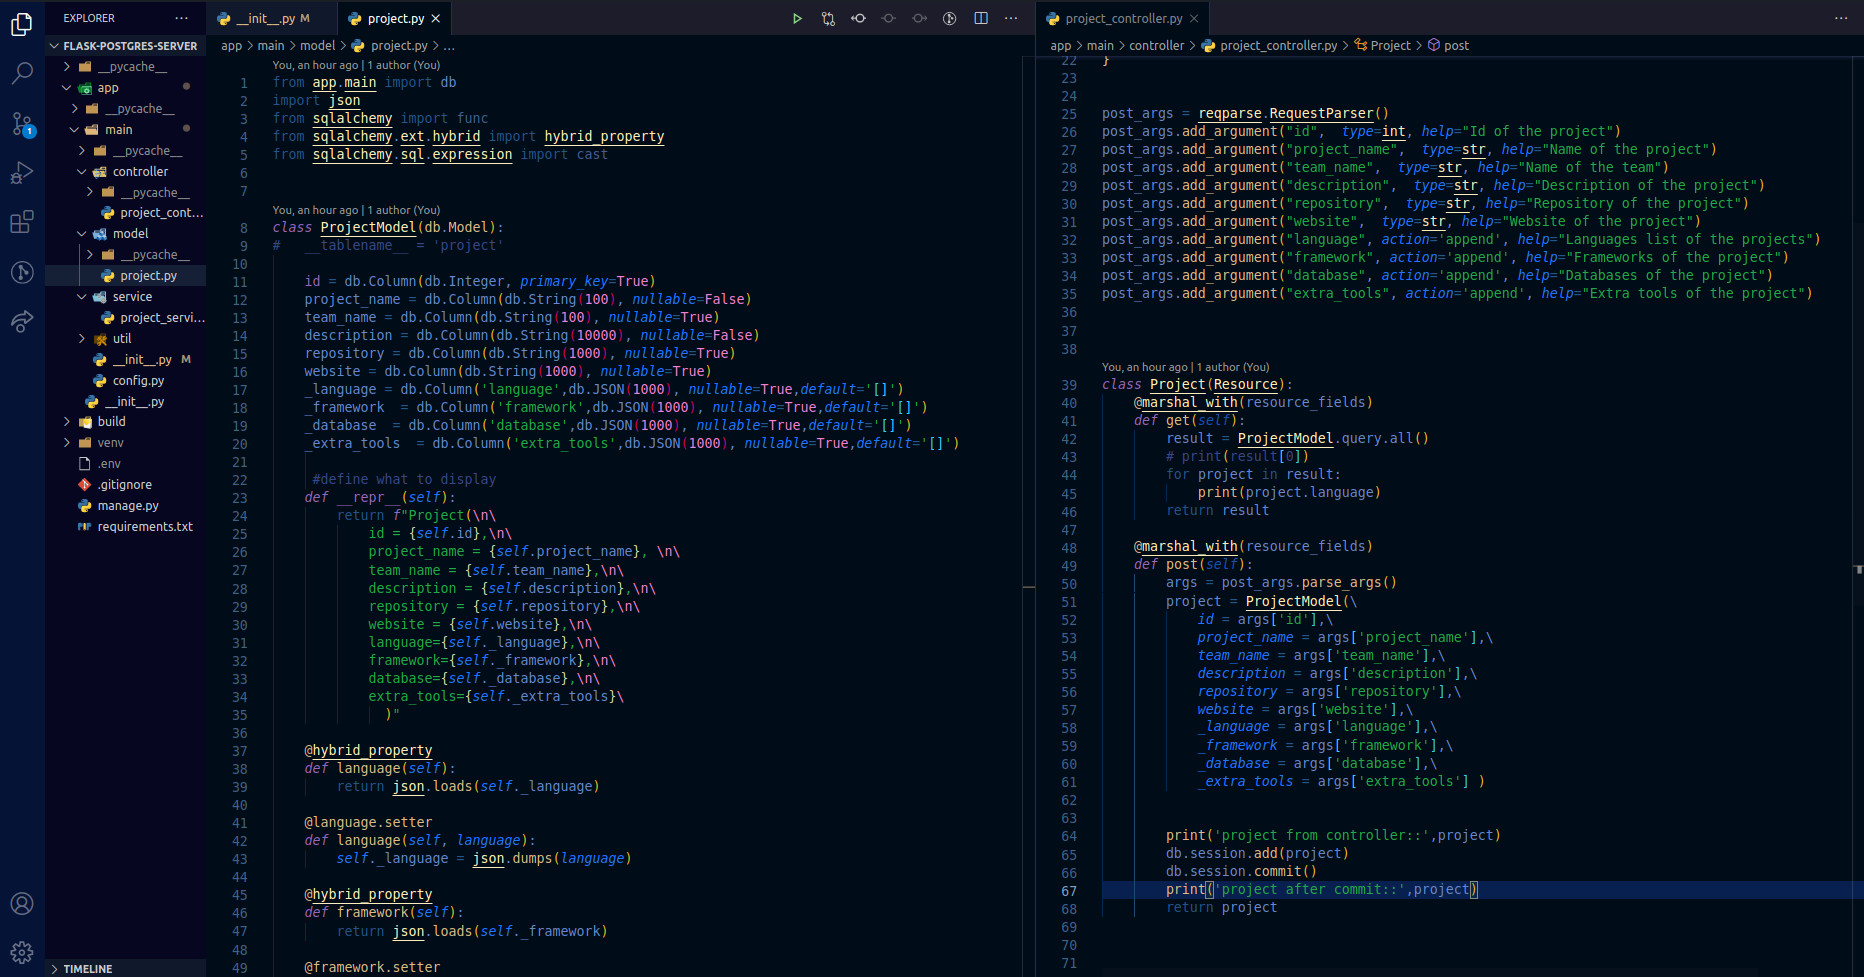 EXPLORER
FLASK-POSTGRES-SERVER
__pycache__
app
__pycache__
main
__pycache__
controller
__pycache__
project_cont...
model
__pycache__
project.py
service
project_servi...
util
__init__.py M
config.py
__init__.py
build
venv
.env
.gitignore
manage.py
requirements.txt
TIMELINE
1
__init__.py M
project.py
app > main > model > project.py > ...
You, an hour ago | 1 author (You)
1 from app.main import db
2 import json
3 from sqlalchemy import func
4 from sqlalchemy.ext.hybrid import hybrid_property
5 from sqlalchemy.sql.expression import cast
6
7
You, an hour ago | 1 author (You)
8 class ProjectModel(db.Model):
9 #   __tablename__ = 'project'
10
11     id = db.Column(db.Integer, primary_key=True)
12     project_name = db.Column(db.String(100), nullable=False)
13     team_name = db.Column(db.String(100), nullable=True)
14     description = db.Column(db.String(10000), nullable=False)
15     repository = db.Column(db.String(1000), nullable=True)
16     website = db.Column(db.String(1000), nullable=True)
17     _language = db.Column('language',db.JSON(1000), nullable=True,default='[]')
18     _framework  = db.Column('framework',db.JSON(1000), nullable=True,default='[]')
19     _database  = db.Column('database',db.JSON(1000), nullable=True,default='[]')
20     _extra_tools  = db.Column('extra_tools',db.JSON(1000), nullable=True,default='[]')
21
22      #define what to display
23     def __repr__(self):
24         return f"Project(\n\
25             id = {self.id},\n\
26             project_name = {self.project_name}, \n\
27             team_name = {self.team_name},\n\
28             description = {self.description},\n\
29             repository = {self.repository},\n\
30             website = {self.website},\n\
31             language={self._language},\n\
32             framework={self._framework},\n\
33             database={self._database},\n\
34             extra_tools={self._extra_tools}\
35               )"
36
37     @hybrid_property
38     def language(self):
39         return json.loads(self._language)
40
41     @language.setter
42     def language(self, language):
43         self._language = json.dumps(language)
44
45     @hybrid_property
46     def framework(self):
47         return json.loads(self._framework)
48
49     @framework.setter
project_controller.py
app > main > controller > project_controller.py > Project > post
22 }
23
24
25 post_args = reqparse.RequestParser()
26 post_args.add_argument("id",  type=int, help="Id of the project")
27 post_args.add_argument("project_name",  type=str, help="Name of the project")
28 post_args.add_argument("team_name",  type=str, help="Name of the team")
29 post_args.add_argument("description",  type=str, help="Description of the project")
30 post_args.add_argument("repository",  type=str, help="Repository of the project")
31 post_args.add_argument("website",  type=str, help="Website of the project")
32 post_args.add_argument("language", action='append', help="Languages list of the projects")
33 post_args.add_argument("framework", action='append', help="Frameworks of the project")
34 post_args.add_argument("database", action='append', help="Databases of the project")
35 post_args.add_argument("extra_tools", action='append', help="Extra tools of the project")
36
37
38
You, an hour ago | 1 author (You)
39 class Project(Resource):
40     @marshal_with(resource_fields)
41     def get(self):
42         result = ProjectModel.query.all()
43         # print(result[0])
44         for project in result:
45             print(project.language)
46         return result
47
48     @marshal_with(resource_fields)
49     def post(self):
50         args = post_args.parse_args()
51         project = ProjectModel(\
52             id = args['id'],\
53             project_name = args['project_name'],\
54             team_name = args['team_name'],\
55             description = args['description'],\
56             repository = args['repository'],\
57             website = args['website'],\
58             _language = args['language'],\
59             _framework = args['framework'],\
60             _database = args['database'],\
61             _extra_tools = args['extra_tools'] )
62
63
64         print('project from controller::',project)
65         db.session.add(project)
66         db.session.commit()
67         print('project after commit::',project)
68         return project
69
70
71